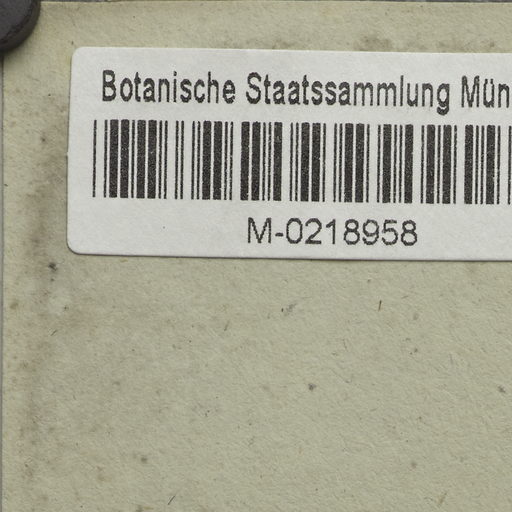 Botanische Staatssammlung Mün
M-0218958